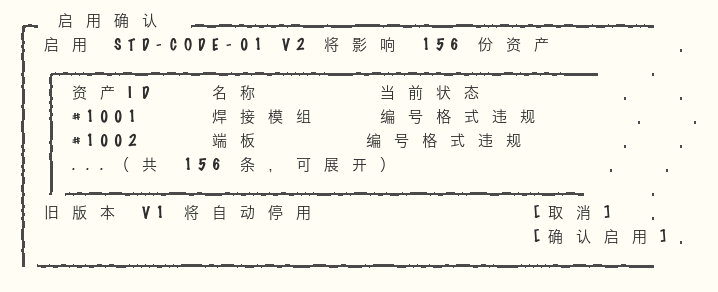 启用确认
启用 STD-CODE-01 V2 将影响 156 份资产
资产ID 名称 当前状态
#1001 焊接模组 编号格式违规
#1002 端板 编号格式违规
...（共 156 条，可展开）
旧版本 V1 将自动停用 [取消]
[确认启用]